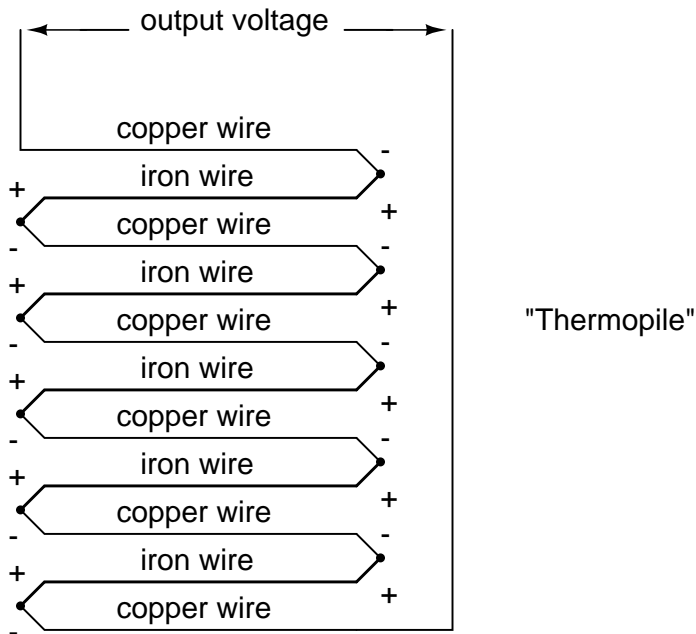 output voltage
copper wire
-
iron wire
+
+
copper wire
-
-
iron wire
+
+
copper wire
-
-
iron wire
+
+
copper wire
-
-
iron wire
+
+
copper wire
-
-
iron wire
+
+
copper wire
-
"Thermopile"